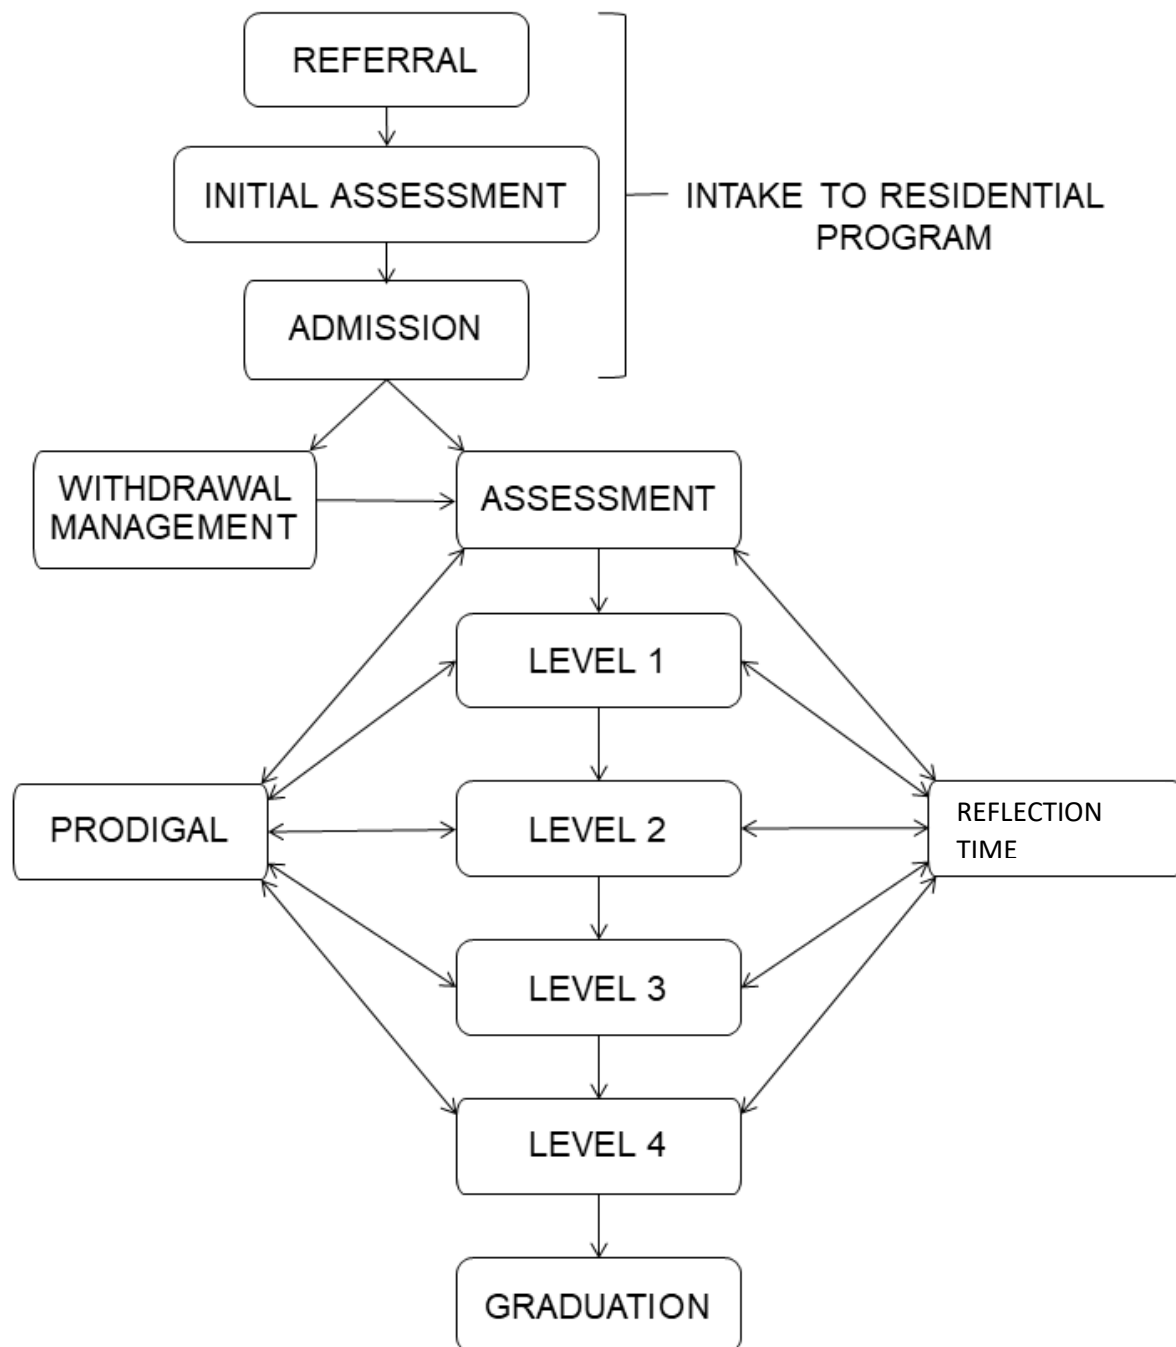 REFERRAL
INITIAL ASSESSMENT
INTAKE TO RESIDENTIAL
PROGRAM
ADMISSION
WITHDRAWAL
MANAGEMENT
ASSESSMENT
LEVEL 1
PRODIGAL
LEVEL 2
REFLECTION
TIME
LEVEL 3
LEVEL 4
GRADUATION